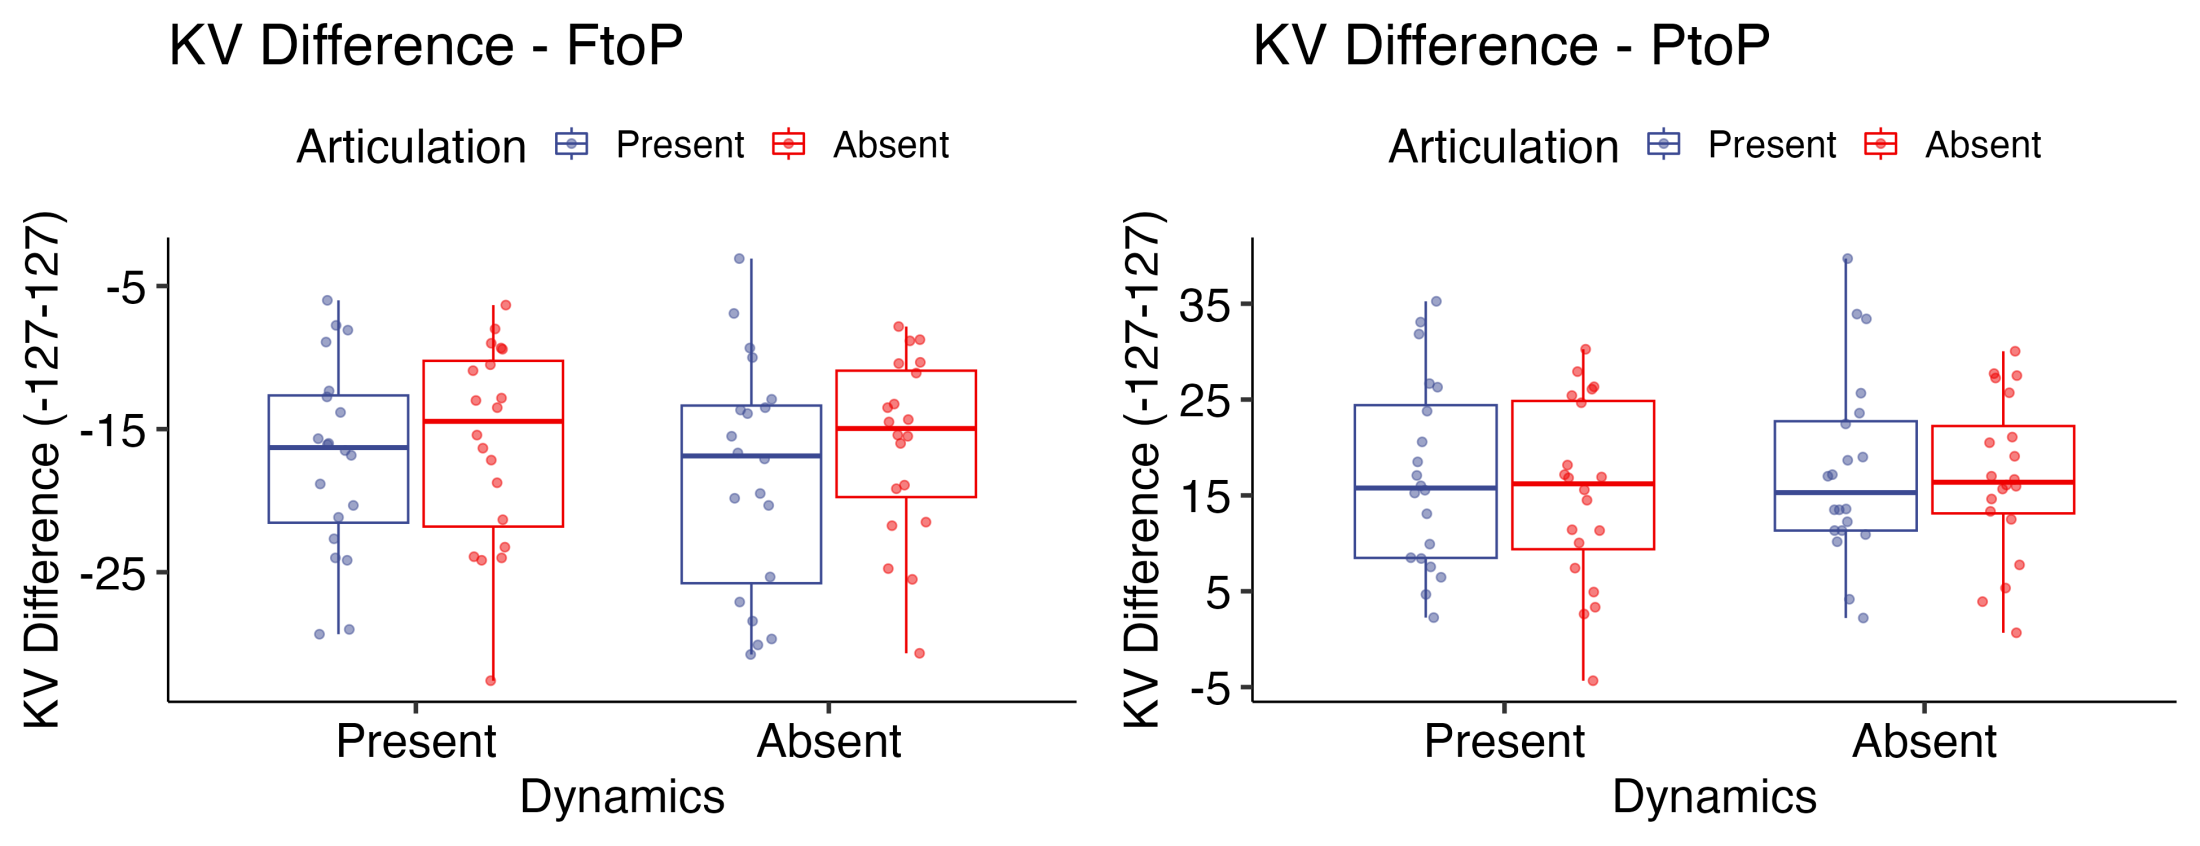 KV Difference - FtoP
Articulation Present Absent
KV Difference (-127-127)
-5
-15
-25
Present Absent
Dynamics
KV Difference - PtoP
Articulation Present Absent
KV Difference (-127-127)
35
25
15
5
-5
Present Absent
Dynamics